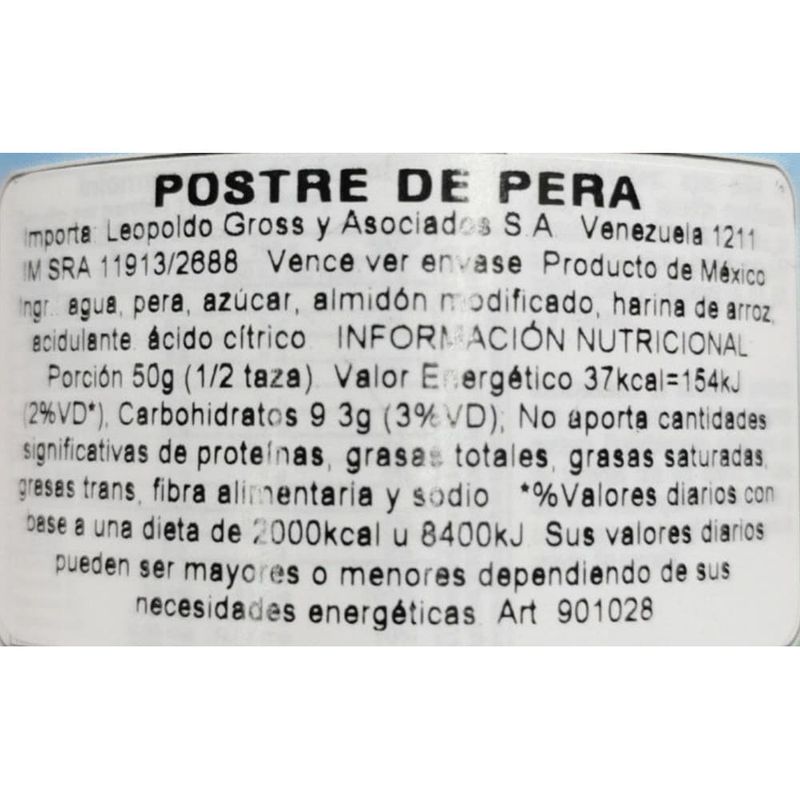 POSTRE DE PERA
Importa: Leopoldo Gross y Asociados S.A. Venezuela 1211
IM SRA 11913/2688 Vence ver envase Producto de México
Ingr.: agua, pera, azúcar, almidón modificado, harina de arroz,
acidulante ácido cítrico. INFORMACIÓN NUTRICIONAL
Porción 50g (1/2 taza). Valor Energético 37kcal=154kJ
(2%VD*), Carbohidratos 9.3g (3%VD); No aporta cantidades
significativas de proteínas, grasas totales, grasas saturadas,
grasas trans, fibra alimentaria y sodio *%Valores diarios con
base a una dieta de 2000kcal u 8400kJ. Sus valores diarios
pueden ser mayores o menores dependiendo de sus
necesidades energéticas. Art. 901028